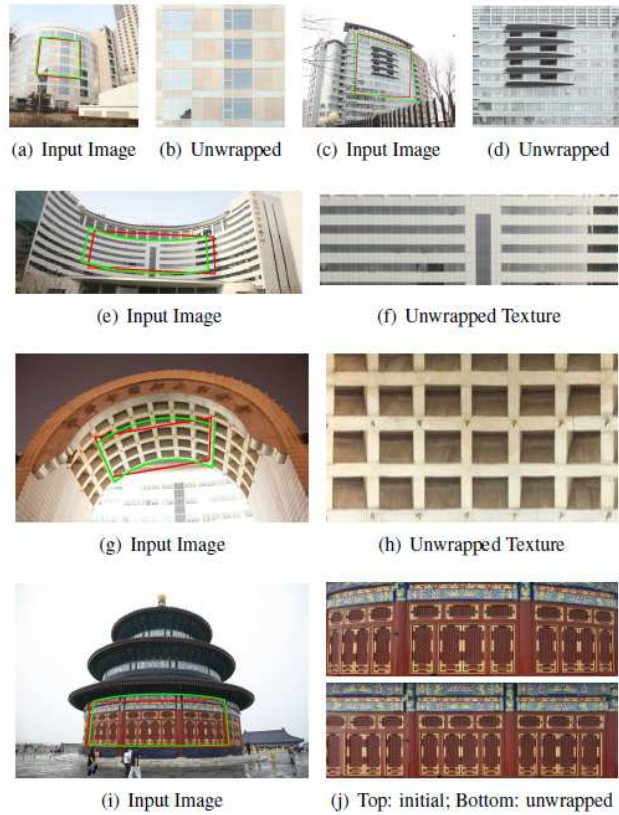 (a) Input Image
(b) Unwrapped
(c) Input Image
(d) Unwrapped
(e) Input Image
(f) Unwrapped Texture
(g) Input Image
(h) Unwrapped Texture
(i) Input Image
(j) Top: initial; Bottom: unwrapped